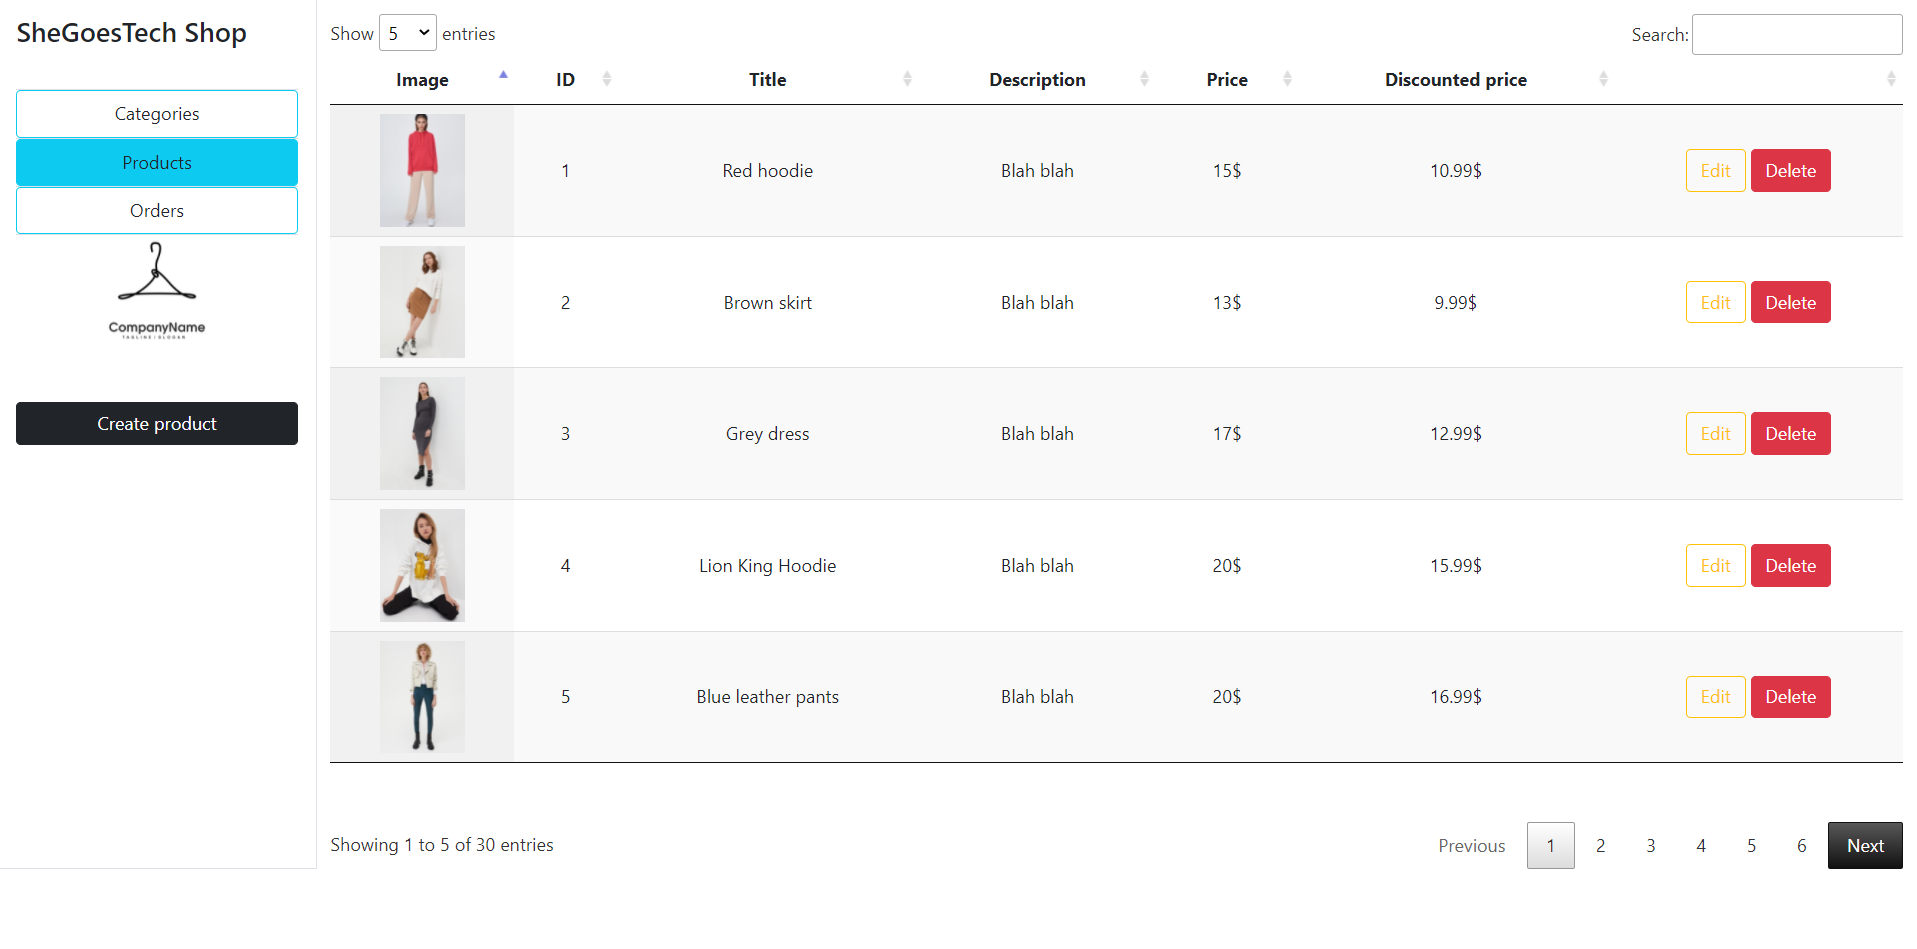 SheGoesTech Shop
Categories
Products
Orders
CompanyName
TAGLINE | SLOGAN
Create product
Show 5 entries
Search:
Image ID Title Description Price Discounted price
1 Red hoodie Blah blah 15$ 10.99$ Edit Delete
2 Brown skirt Blah blah 13$ 9.99$ Edit Delete
3 Grey dress Blah blah 17$ 12.99$ Edit Delete
4 Lion King Hoodie Blah blah 20$ 15.99$ Edit Delete
5 Blue leather pants Blah blah 20$ 16.99$ Edit Delete
Showing 1 to 5 of 30 entries
Previous 1 2 3 4 5 6 Next